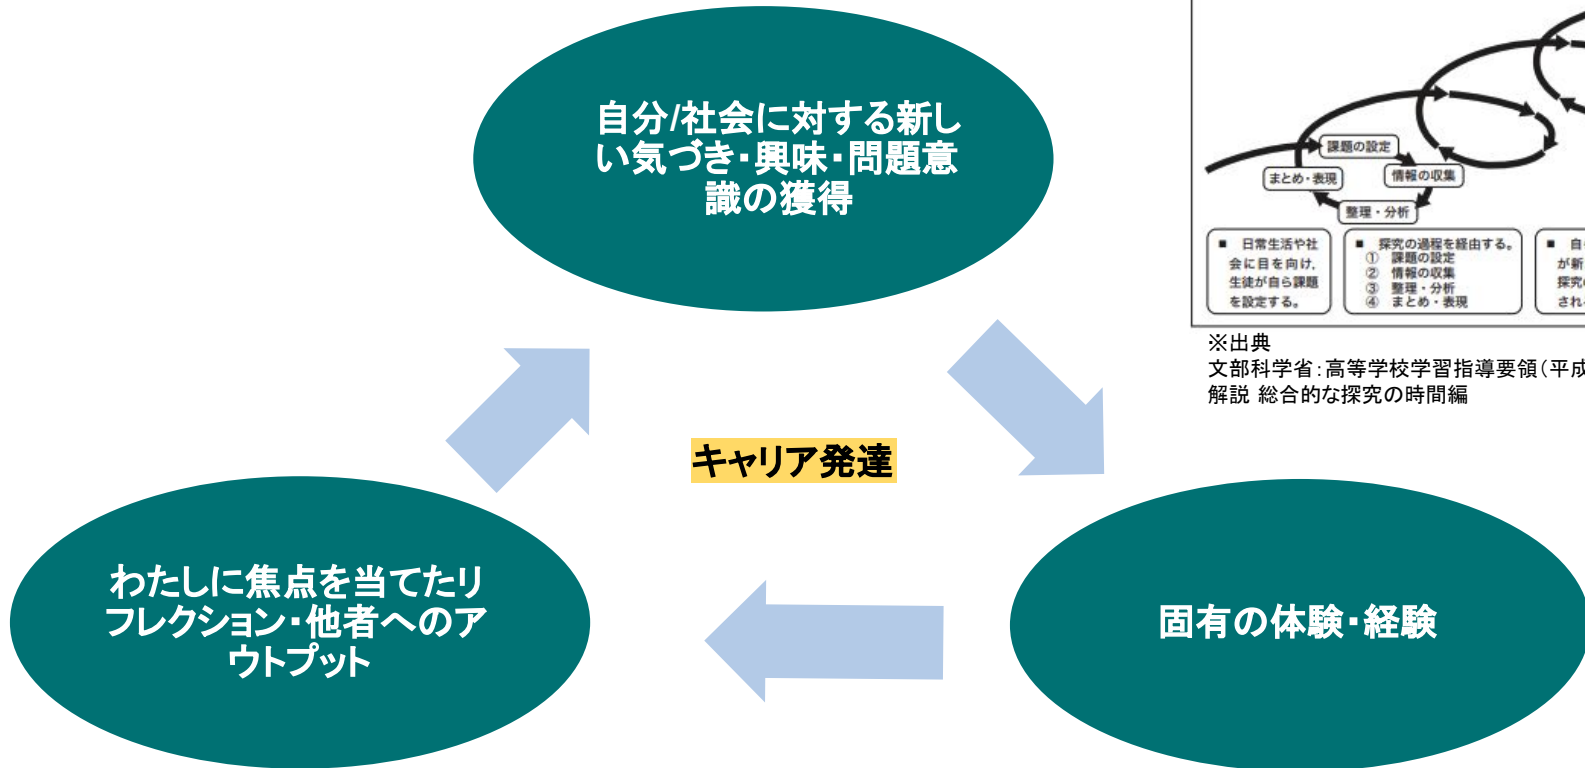 自分/社会に対する新し
い気づき・興味・問題意
識の獲得
キャリア発達
わたしに焦点を当てたリ
フレクション・他者へのア
ウトプット
固有の体験・経験
課題の設定
情報の収集
整理・分析
まとめ・表現
■ 日常生活や社
会に目を向け,
生徒が自ら課題
を設定する。
■ 探究の過程を経由する。
① 課題の設定
② 情報の収集
③ 整理・分析
④ まとめ・表現
■ 自
が新
探究の
され
※出典
文部科学省：高等学校学習指導要領（平成
解説 総合的な探究の時間編